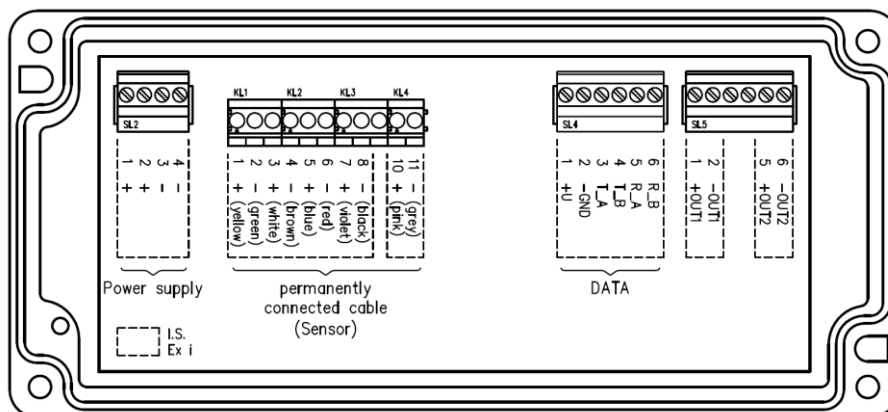 KL1 KL2 KL3 KL4
SL2 SL4 SL5
1 2 3 4
+ + - -
1 + (yellow)
2 - (green)
3 + (white)
4 - (brown)
5 + (blue)
6 - (red)
7 + (violet)
8 - (black)
10 + (pink)
11 - (grey)
1 +U
2 -GND
3 T_A
4 T_B
5 R_A
6 R_B
1 +OUT1
2 -OUT1
5 +OUT2
6 -OUT2
Power supply
permanently
connected cable
(Sensor)
DATA
I.S.
Ex i